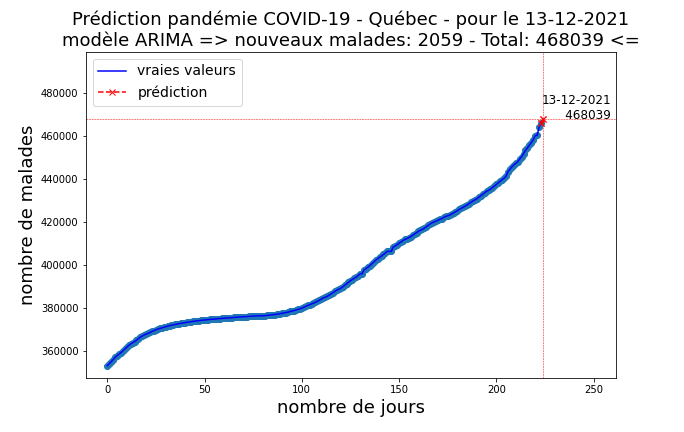 Prédiction pandémie COVID-19 - Québec - pour le 13-12-2021
modèle ARIMA => nouveaux malades: 2059 - Total: 468039 <=
vraies valeurs
prédiction
13-12-2021
468039
nombre de malades
480000
460000
440000
420000
400000
380000
360000
0 50 100 150 200 250
nombre de jours